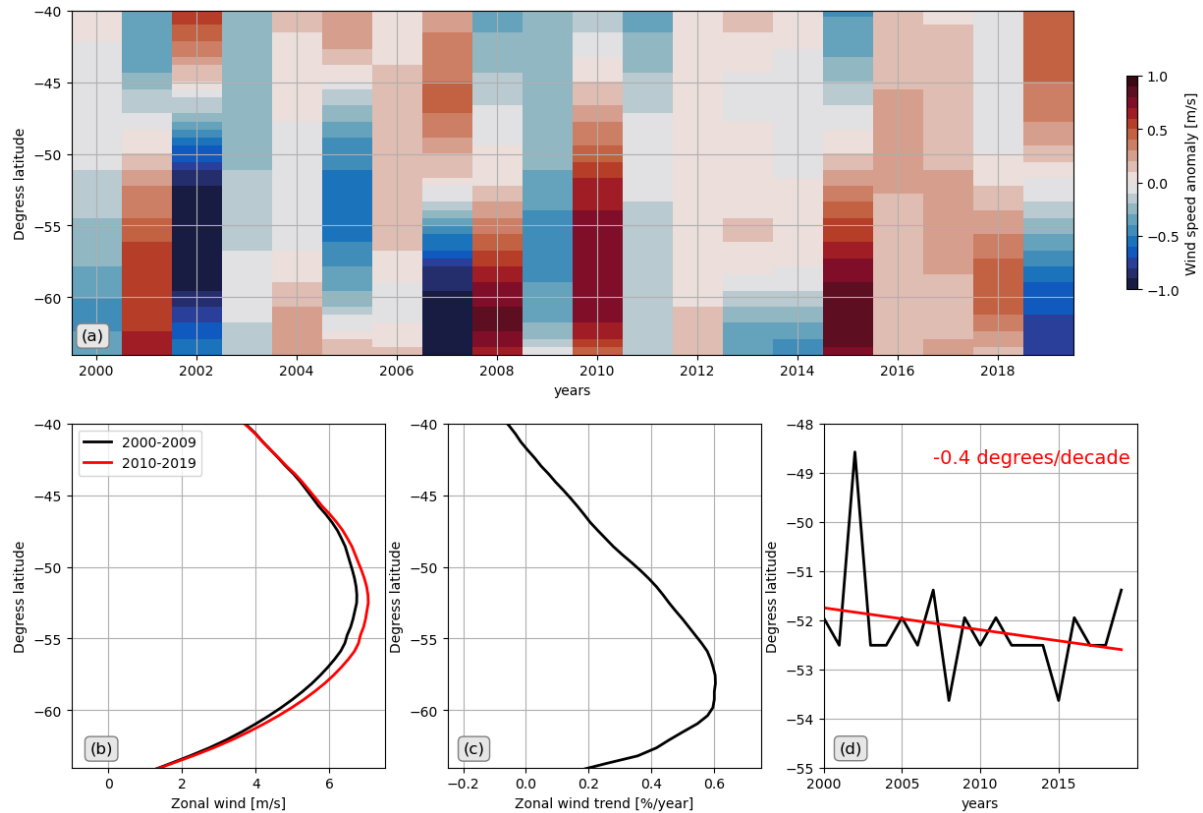 −40
−45
−50
−55
−60
Degress latitude
(a)
2000 2002 2004 2006 2008 2010 2012 2014 2016 2018
years
1.0
0.5
0.0
−0.5
−1.0
Wind speed anomaly [m/s]
−40
−45
−50
−55
−60
Degress latitude
2000-2009
2010-2019
(b)
0 2 4 6
Zonal wind [m/s]
−40
−45
−50
−55
−60
Degress latitude
(c)
−0.2 0.0 0.2 0.4 0.6
Zonal wind trend [%/year]
−48
−49
−50
−51
−52
−53
−54
−55
Degress latitude
-0.4 degrees/decade
(d)
2000 2005 2010 2015
years